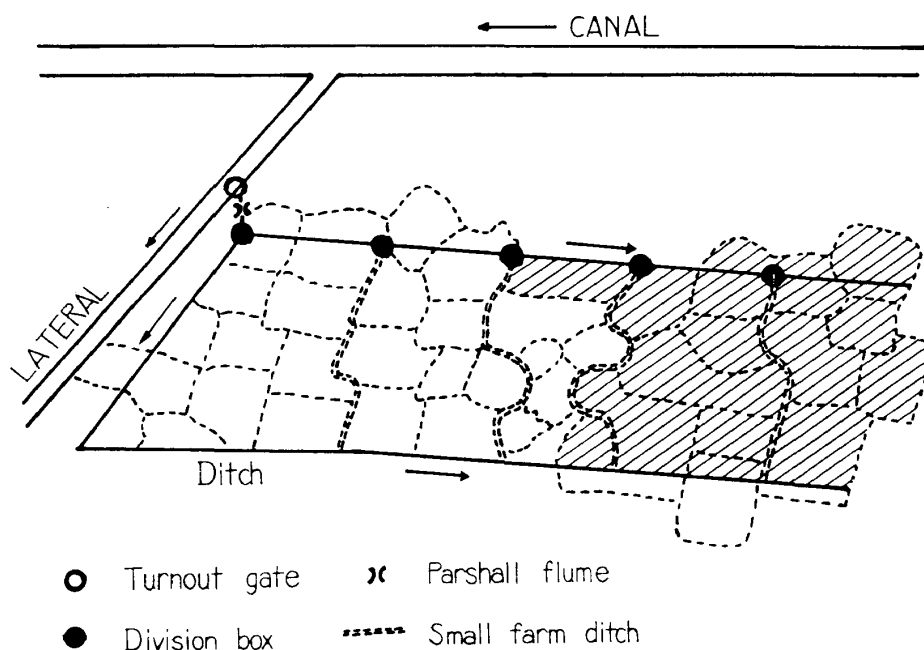 CANAL
LATERAL
Ditch
Turnout gate
Parshall flume
Division box
Small farm ditch